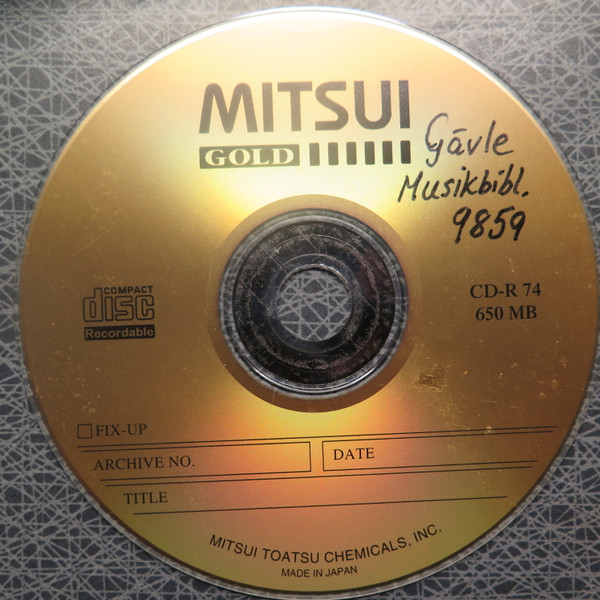 MITSUI
GOLD
Gävle
Musikbibl.
9859
COMPACT
disc
Recordable
CD-R 74
650 MB
FIX-UP
ARCHIVE NO.
DATE
TITLE
MITSUI TOATSU CHEMICALS, INC.
MADE IN JAPAN